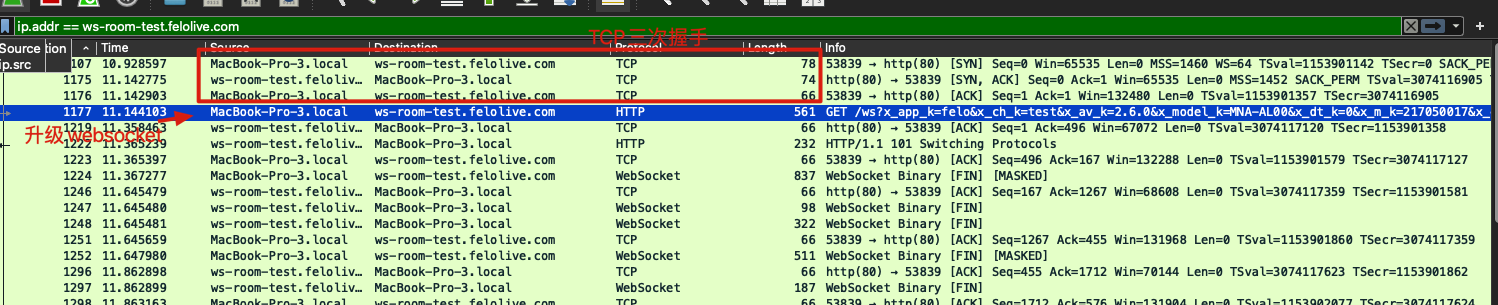 ip.addr == ws-room-test.felolive.com
Source
ip.src
tion Time Source Destination Protocol Length Info
TCP三次握手
107 10.928597 MacBook-Pro-3.local ws-room-test.felolive.com TCP 78 53839 → http(80) [SYN] Seq=0 Win=65535 Len=0 MSS=1460 WS=64 TSval=1153901142 TSecr=0 SACK_PE
1175 11.142775 ws-room-test.feloliv… MacBook-Pro-3.local TCP 74 http(80) → 53839 [SYN, ACK] Seq=0 Ack=1 Win=65535 Len=0 MSS=1452 SACK_PERM TSval=3074116905
1176 11.142903 MacBook-Pro-3.local ws-room-test.felolive.com TCP 66 53839 → http(80) [ACK] Seq=1 Ack=1 Win=132480 Len=0 TSval=1153901357 TSecr=3074116905
1177 11.144103 MacBook-Pro-3.local ws-room-test.felolive.com HTTP 561 GET /ws?x_app_k=felo&x_ch_k=test&x_av_k=2.6.0&x_model_k=MNA-AL00&x_dt_k=0&x_m_k=217050017&x_
升级websocket
1219 11.358463 ws-room-test.feloliv… MacBook-Pro-3.local TCP 66 http(80) → 53839 [ACK] Seq=1 Ack=496 Win=67072 Len=0 TSval=3074117120 TSecr=1153901358
1222 11.365239 ws-room-test.feloliv… MacBook-Pro-3.local HTTP 232 HTTP/1.1 101 Switching Protocols
1223 11.365397 MacBook-Pro-3.local ws-room-test.felolive.com TCP 66 53839 → http(80) [ACK] Seq=496 Ack=167 Win=132288 Len=0 TSval=1153901579 TSecr=3074117127
1224 11.367277 MacBook-Pro-3.local ws-room-test.felolive.com WebSocket 837 WebSocket Binary [FIN] [MASKED]
1246 11.645479 ws-room-test.feloliv… MacBook-Pro-3.local TCP 66 http(80) → 53839 [ACK] Seq=167 Ack=1267 Win=68608 Len=0 TSval=3074117359 TSecr=1153901581
1247 11.645480 ws-room-test.feloliv… MacBook-Pro-3.local WebSocket 98 WebSocket Binary [FIN]
1248 11.645481 ws-room-test.feloliv… MacBook-Pro-3.local WebSocket 322 WebSocket Binary [FIN]
1251 11.645659 MacBook-Pro-3.local ws-room-test.felolive.com TCP 66 53839 → http(80) [ACK] Seq=1267 Ack=455 Win=131968 Len=0 TSval=1153901860 TSecr=3074117359
1252 11.647980 MacBook-Pro-3.local ws-room-test.felolive.com WebSocket 511 WebSocket Binary [FIN] [MASKED]
1296 11.862898 ws-room-test.feloliv… MacBook-Pro-3.local TCP 66 http(80) → 53839 [ACK] Seq=455 Ack=1712 Win=70144 Len=0 TSval=3074117623 TSecr=1153901862
1297 11.862899 ws-room-test.feloliv… MacBook-Pro-3.local WebSocket 187 WebSocket Binary [FIN]
1298 11.863163 MacBook-Pro-3.local ws-room-test.felolive.com TCP 66 53839 → http(80) [ACK] Seq=1712 Ack=576 Win=131904 Len=0 TSval=1153902077 TSecr=3074117624